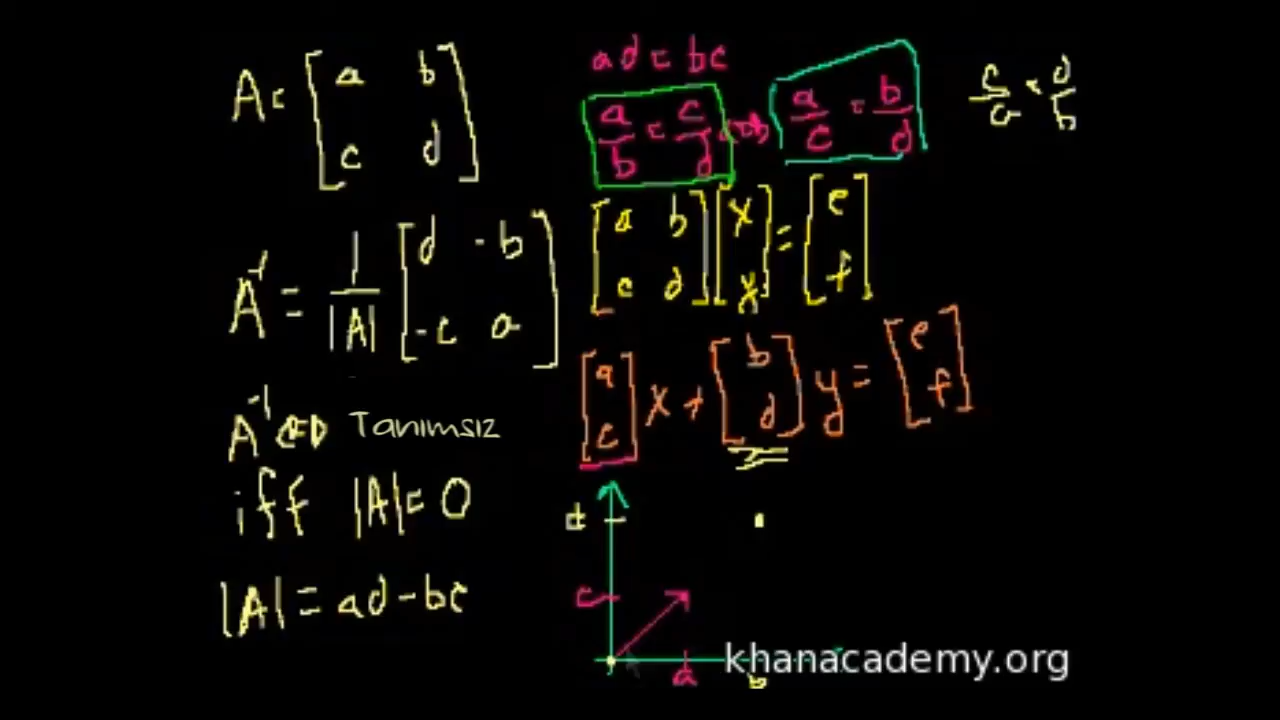 A = [a b
c d]
A⁻¹ = 1/|A| [d -b
-c a]
A⁻¹ ⇔ Tanımsız
iff |A| = 0
|A| = ad - bc
ad = bc
a/b = c/d ⇔ a/c = b/d
c/a = d/b
[a b
c d] [x
y] = [e
f]
[a
c] x + [b
d] y = [e
f]
d
c
a b
khanacademy.org